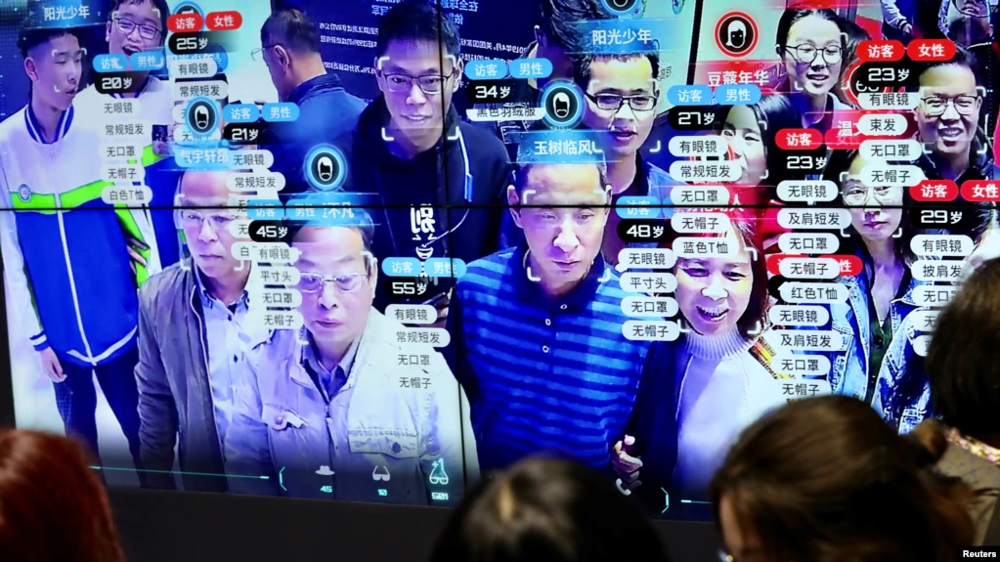 阳光少年
访客 男性
20岁
无眼镜
常规短发
无口罩
无帽子
白色T恤
访客 女性
25岁
有眼镜
常规短发
气宇轩昂
访客 男性
21岁
无眼镜
常规短发
访客 男性
不凡
45岁
有眼镜
平寸头
无口罩
无帽子
访客 男性
55岁
有眼镜
常规短发
无口罩
无帽子
访客 男性
34岁
黑色羽绒服
阳光少年
玉树临风
访客
48岁
无眼镜
平寸头
无口罩
无帽子
访客 男性
27岁
有眼镜
常规短发
无口罩
无帽子
蓝色T恤
豆蔻年华
访客 女性
23岁
有眼镜
束发
无口罩
无帽子
访客
23岁
无眼镜
及肩短发
无口罩
无帽子
红色T恤
性
无眼镜
及肩短发
无口罩
无帽子
访客 女性
29岁
有眼镜
披肩发
无口
45
10
501
Reuters